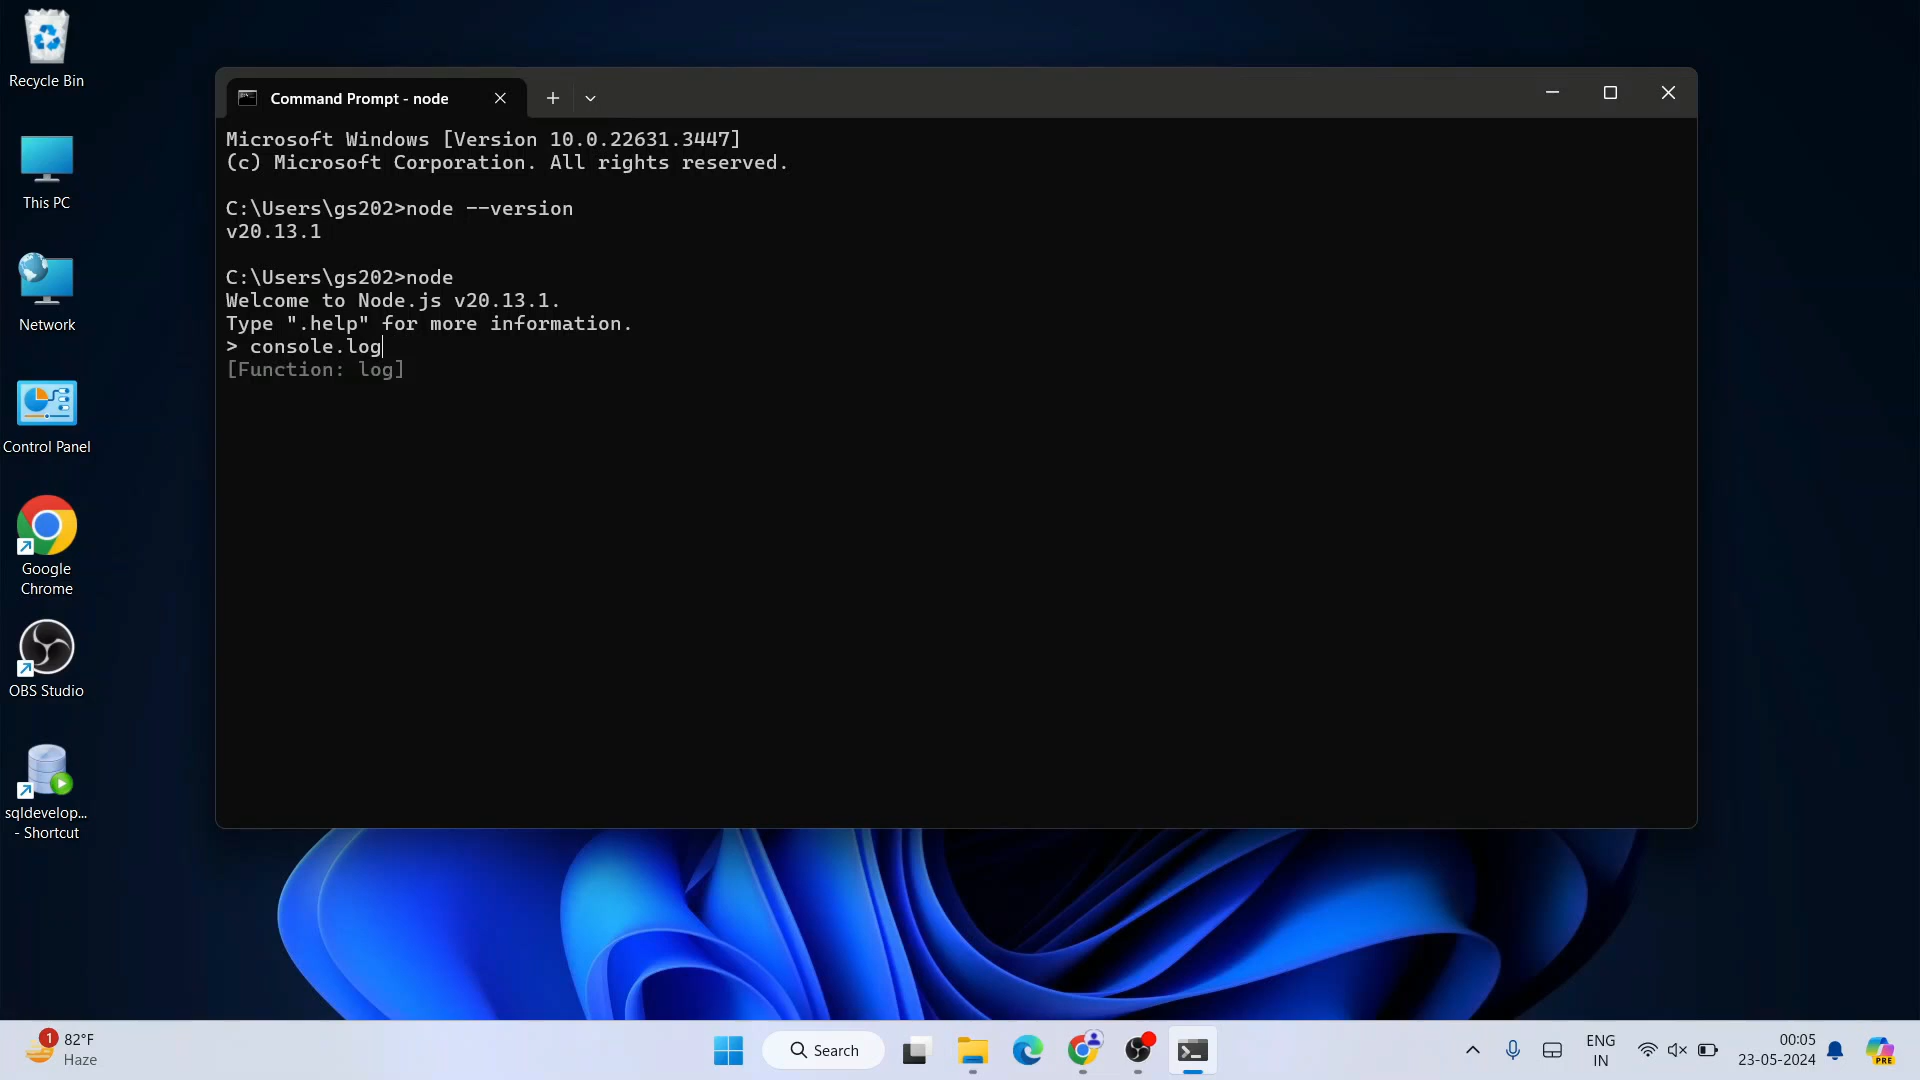 Recycle Bin
This PC
Network
Control Panel
Google
Chrome
OBS Studio
sqldevelop...
- Shortcut
Command Prompt - node
Microsoft Windows [Version 10.0.22631.3447]
(c) Microsoft Corporation. All rights reserved.
C:\Users\gs202>node --version
v20.13.1
C:\Users\gs202>node
Welcome to Node.js v20.13.1.
Type ".help" for more information.
> console.log
[Function: log]
1
82°F
Haze
Search
ENG
IN
00:05
23-05-2024
PRE